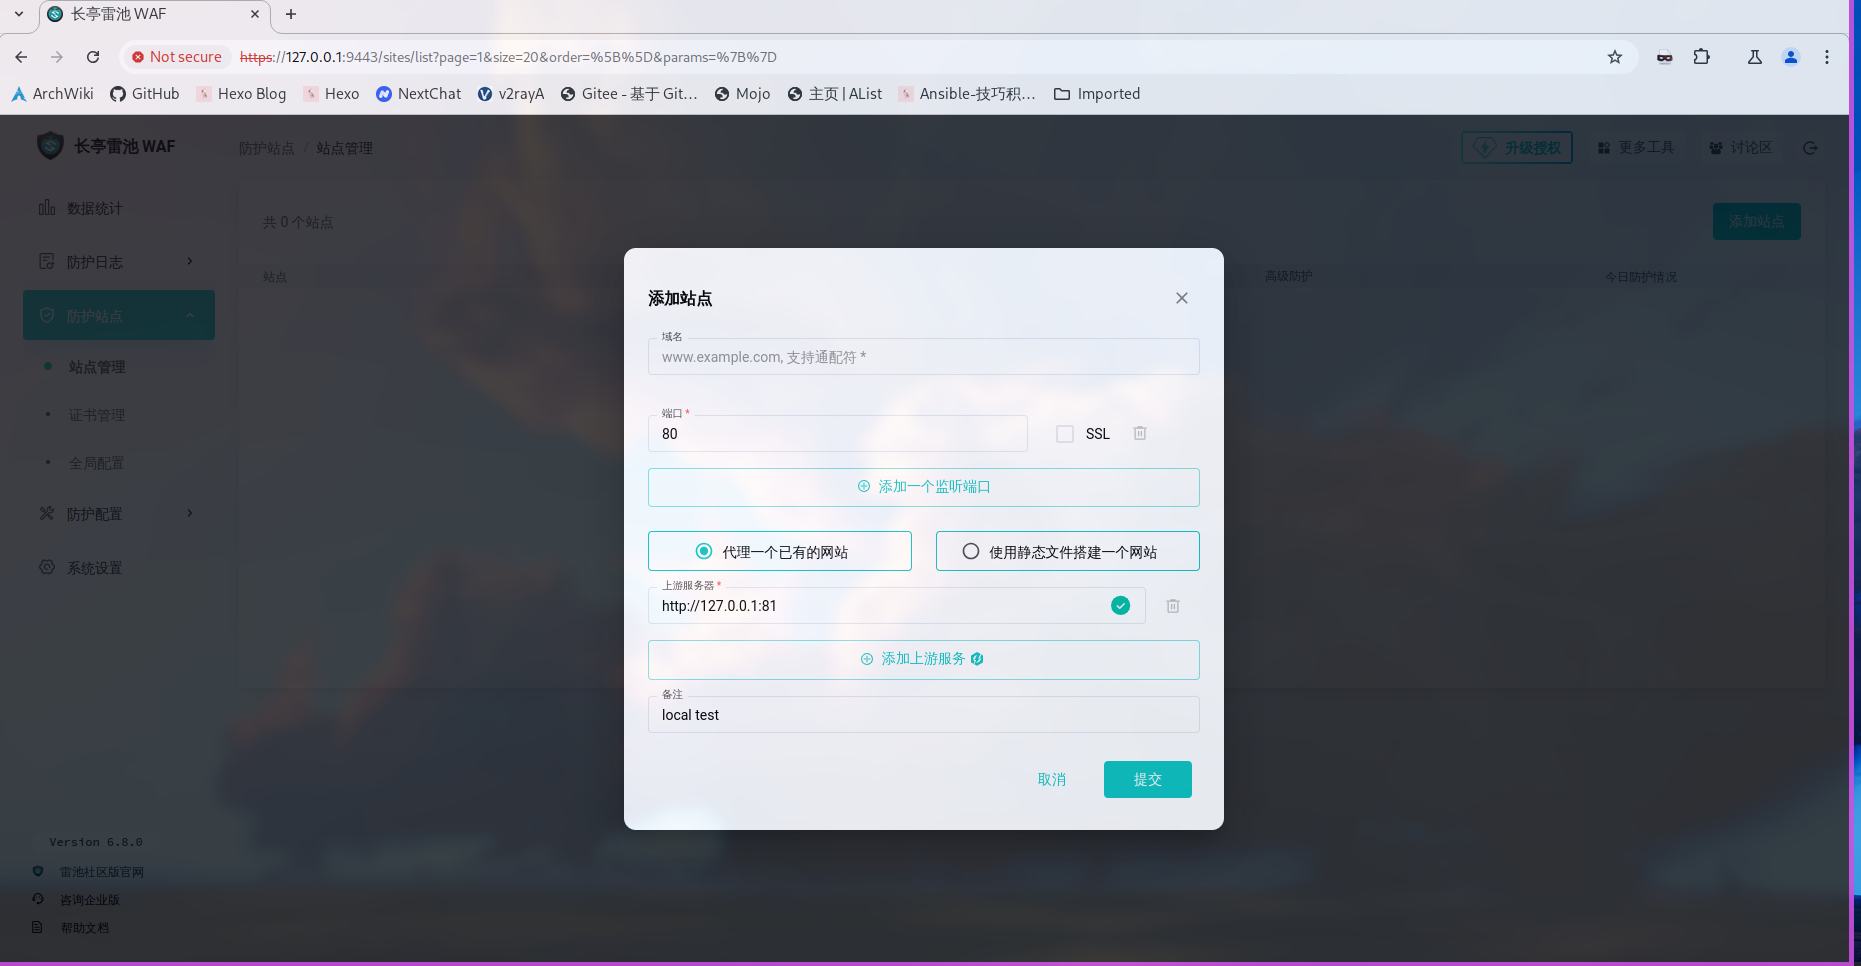 长亭雷池 WAF
Not secure https://127.0.0.1:9443/sites/list?page=1&size=20&order=%5B%5D&params=%7B%7D
ArchWiki GitHub Hexo Blog Hexo NextChat v2rayA Gitee - 基于 Git… Mojo 主页 | AList Ansible-技巧积… Imported
长亭雷池 WAF 防护站点 / 站点管理 升级授权 更多工具 讨论区
数据统计
共 0 个站点 添加站点
防护日志
站点 高级防护 今日防护情况
防护站点
站点管理
证书管理
全局配置
防护配置
系统设置
添加站点
域名
www.example.com, 支持通配符 *
端口 *
80 SSL
添加一个监听端口
代理一个已有的网站 使用静态文件搭建一个网站
上游服务器 *
http://127.0.0.1:81
添加上游服务
备注
local test
取消 提交
Version 6.8.0
雷池社区版官网
咨询企业版
帮助文档